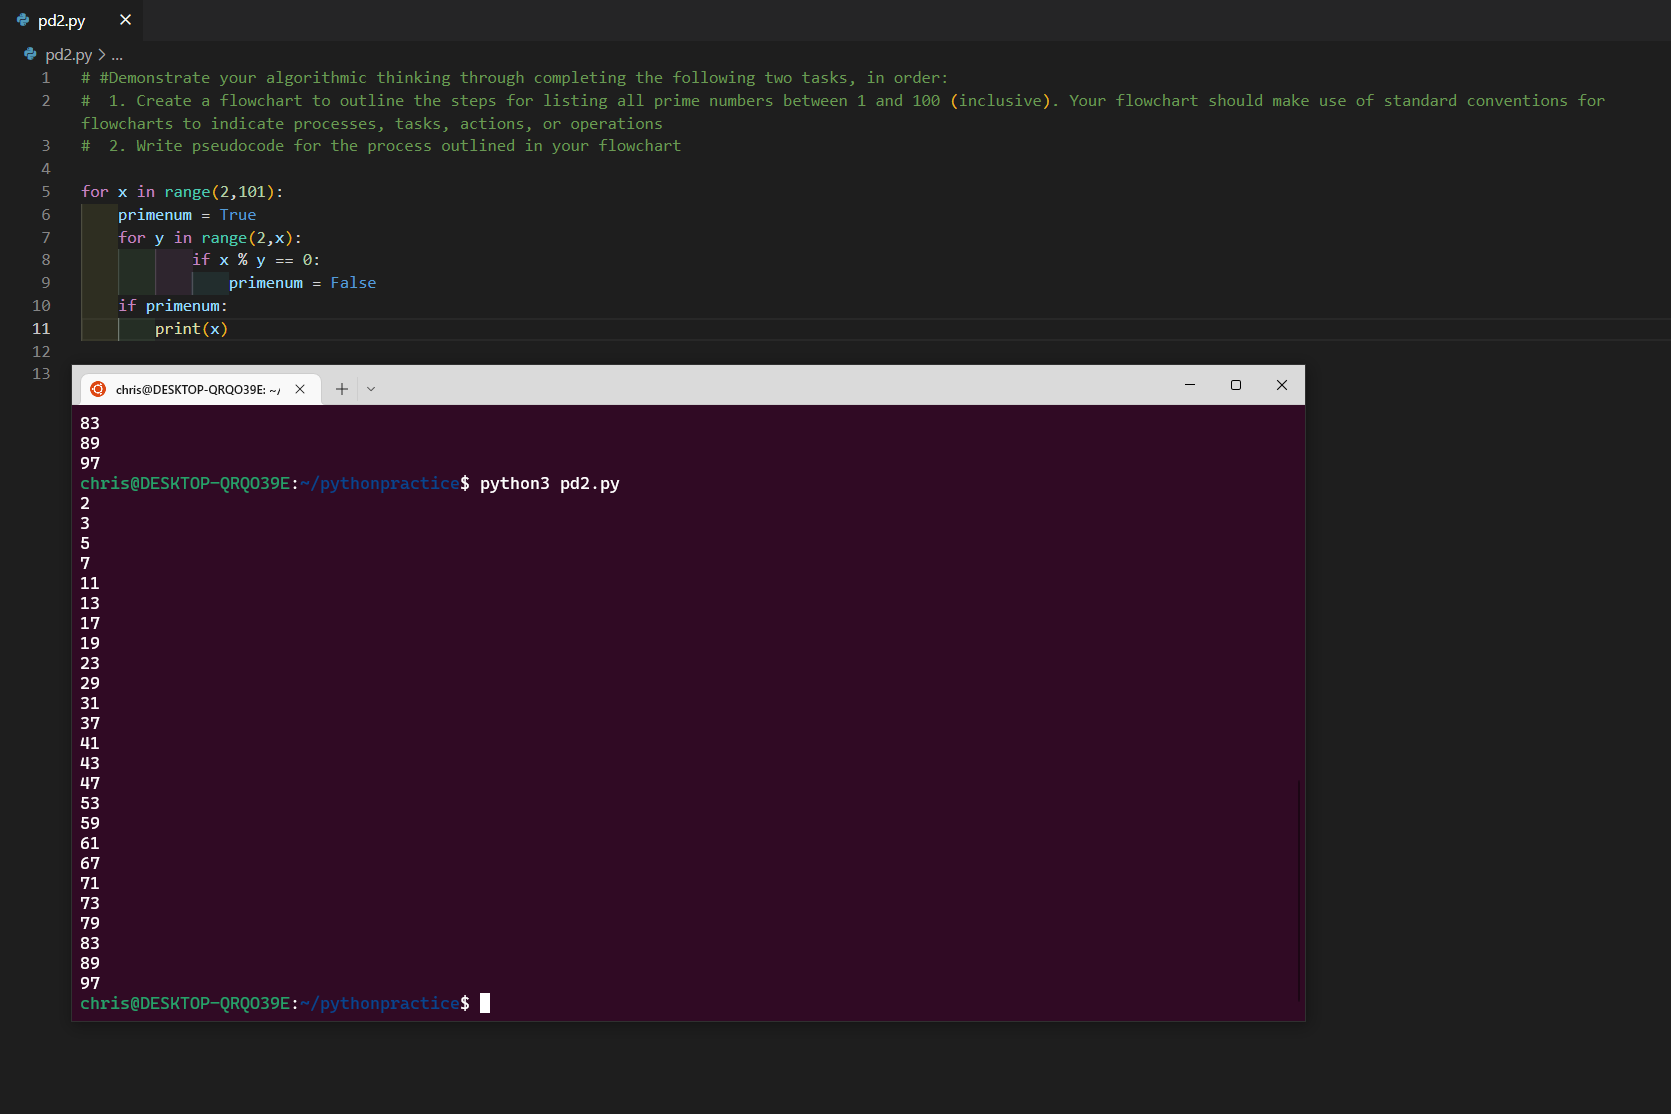 pd2.py
pd2.py > ...
1 # #Demonstrate your algorithmic thinking through completing the following two tasks, in order:
2 #  1. Create a flowchart to outline the steps for listing all prime numbers between 1 and 100 (inclusive). Your flowchart should make use of standard conventions for
flowcharts to indicate processes, tasks, actions, or operations
3 #  2. Write pseudocode for the process outlined in your flowchart
4
5 for x in range(2,101):
6     primenum = True
7     for y in range(2,x):
8             if x % y == 0:
9                 primenum = False
10     if primenum:
11         print(x)
12
13
chris@DESKTOP-QRQO39E: ~/
83
89
97
chris@DESKTOP-QRQO39E:~/pythonpractice$ python3 pd2.py
2
3
5
7
11
13
17
19
23
29
31
37
41
43
47
53
59
61
67
71
73
79
83
89
97
chris@DESKTOP-QRQO39E:~/pythonpractice$